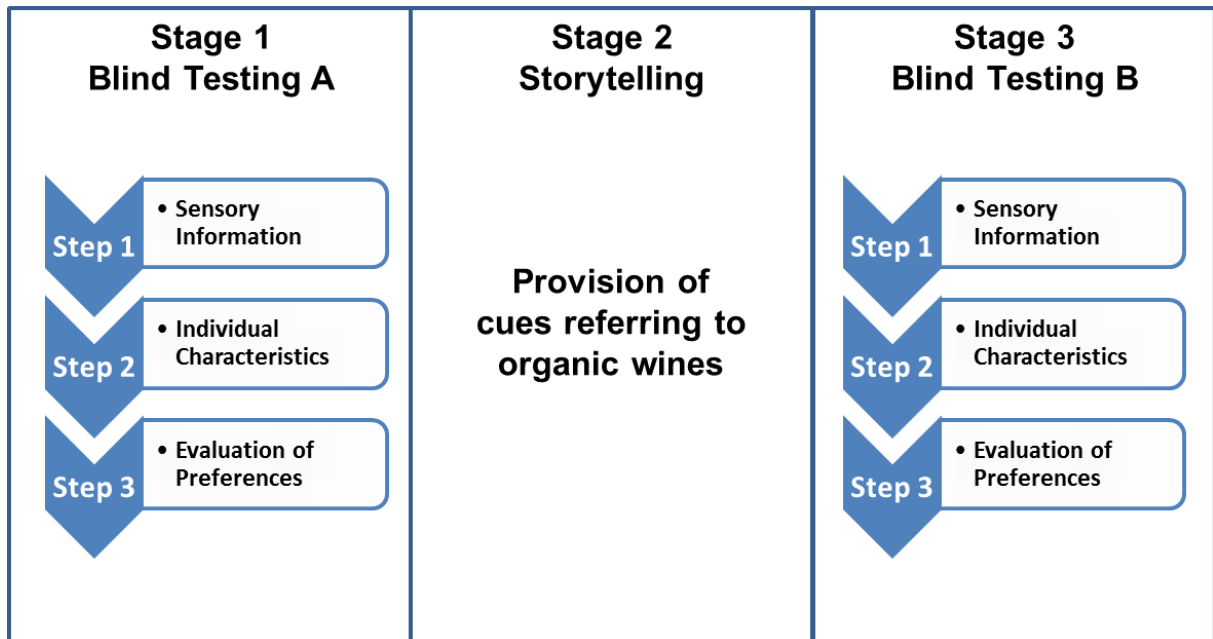 Stage 1
Blind Testing A
Step 1
• Sensory
Information
Step 2
• Individual
Characteristics
Step 3
• Evaluation of
Preferences
Stage 2
Storytelling
Provision of
cues referring to
organic wines
Stage 3
Blind Testing B
Step 1
• Sensory
Information
Step 2
• Individual
Characteristics
Step 3
• Evaluation of
Preferences